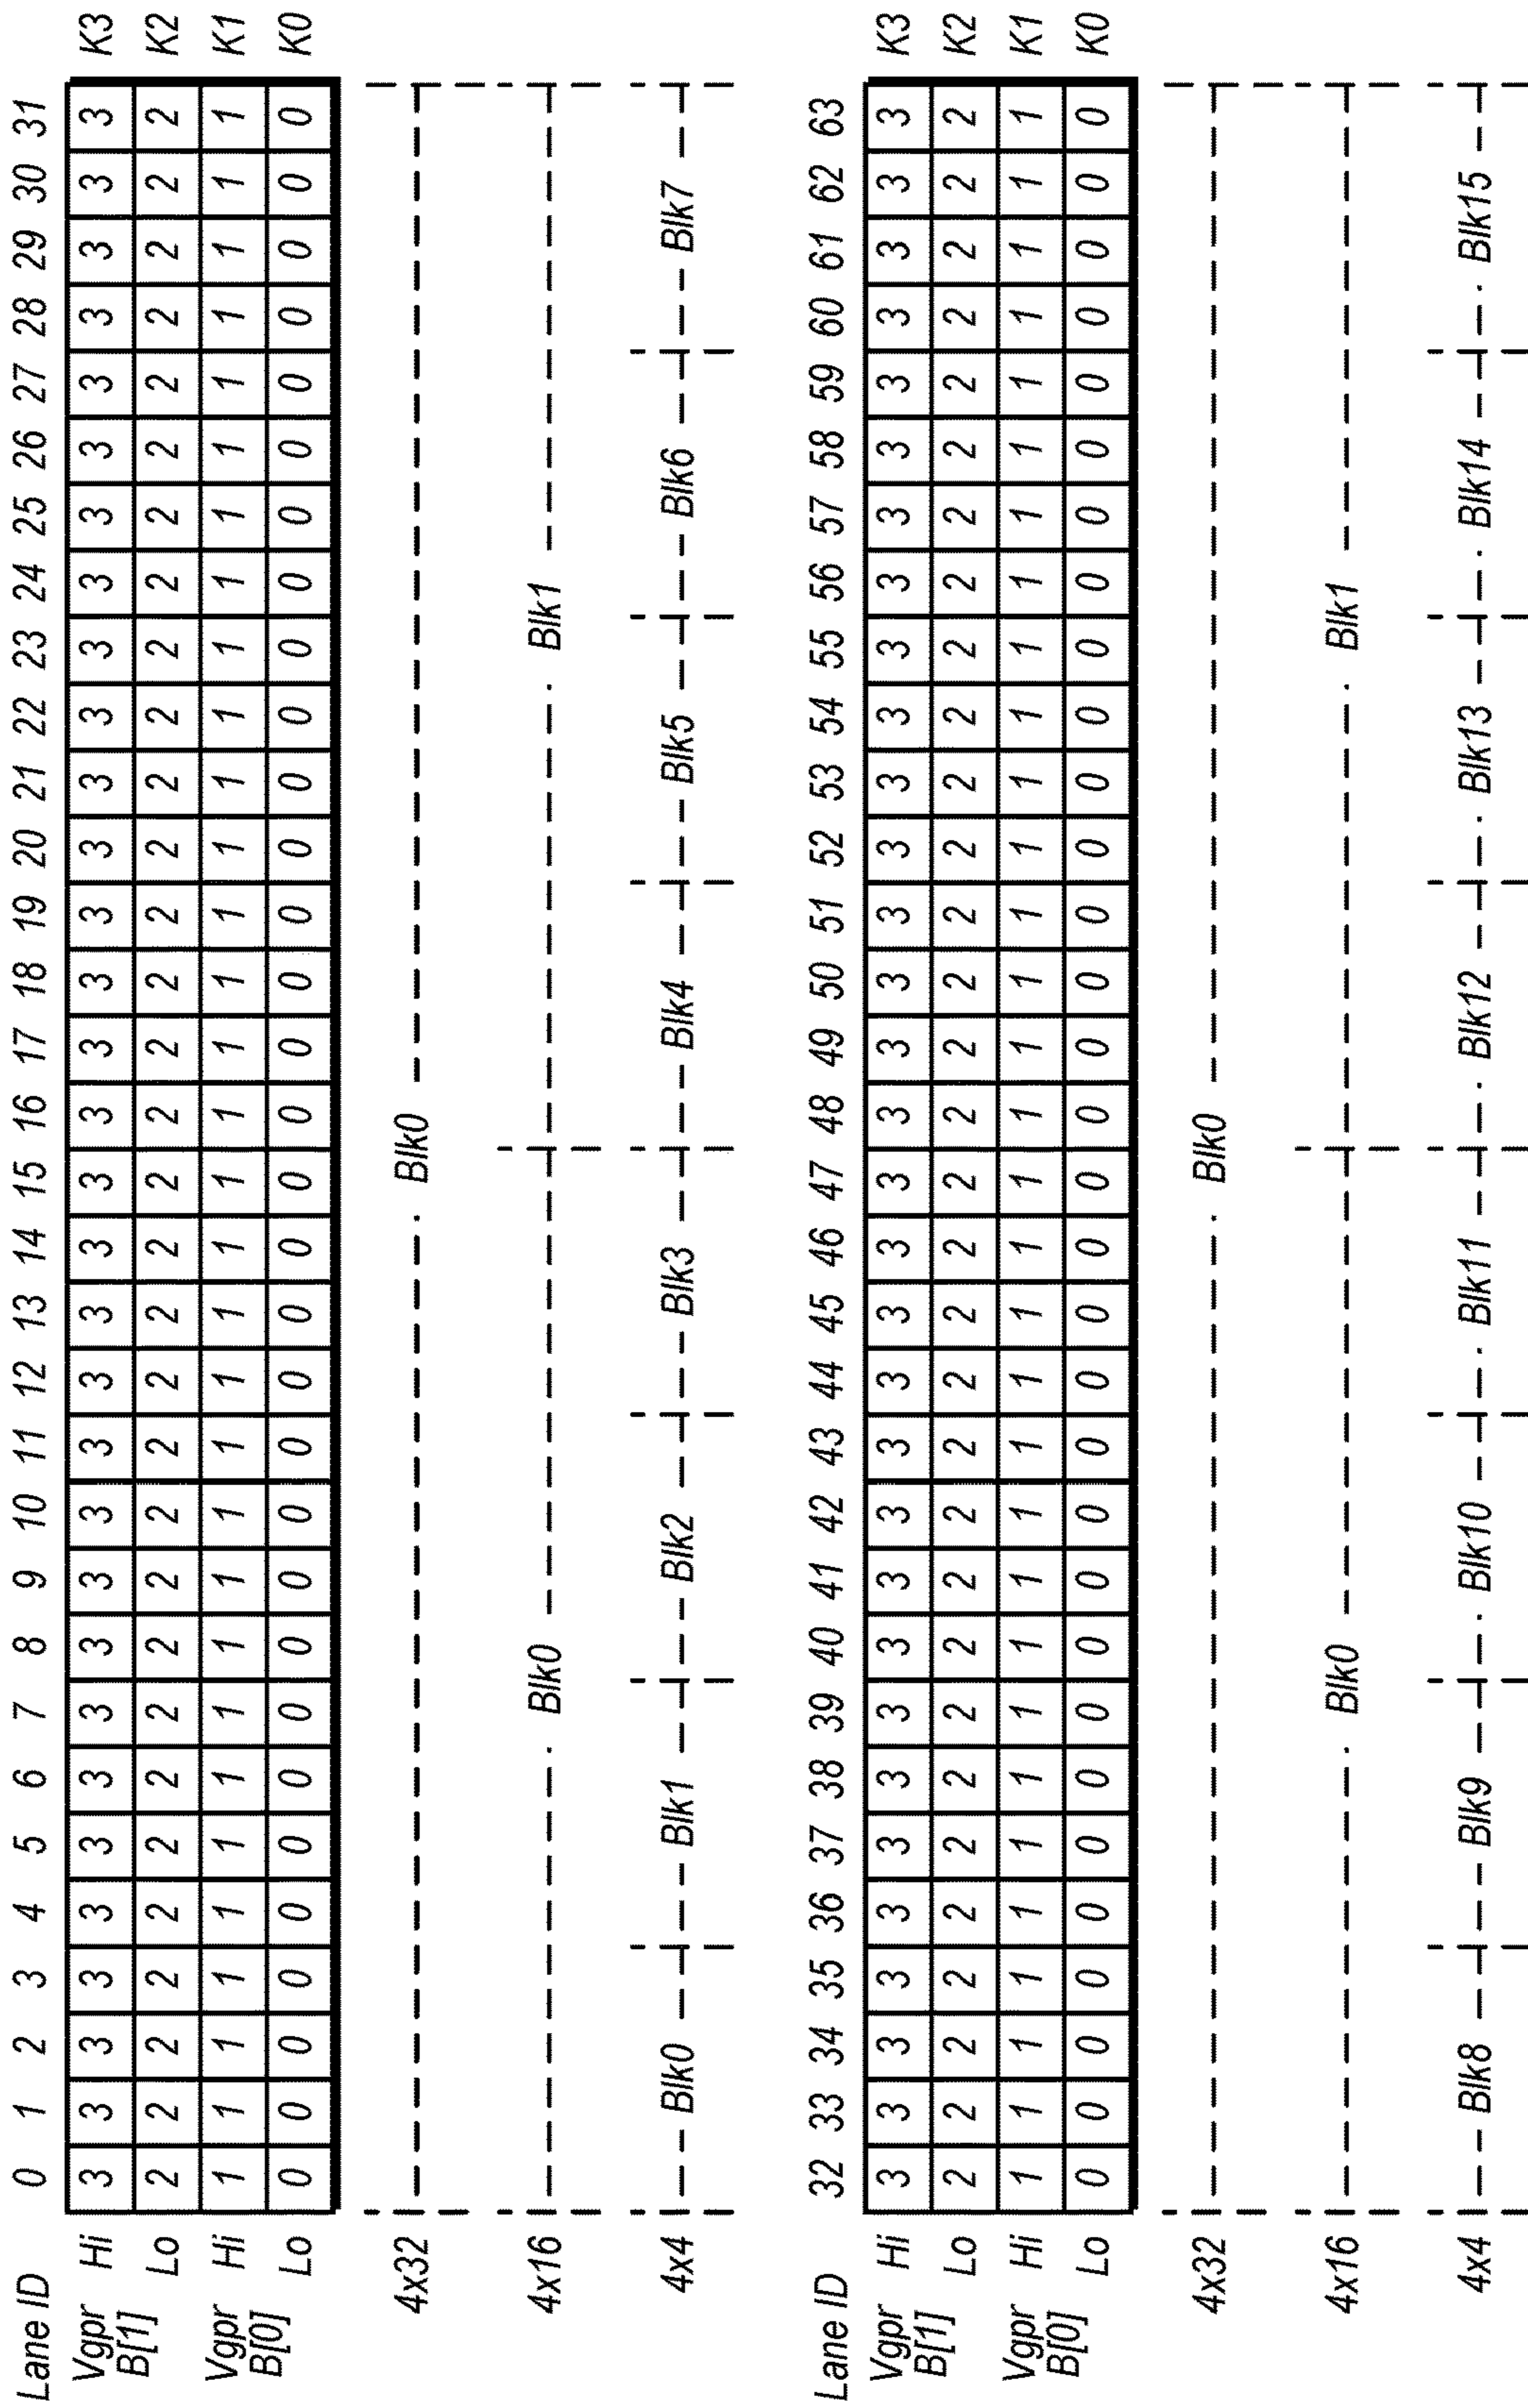 Lane ID 0 1 2 3 4 5 6 7 8 9 10 11 12 13 14 15 16 17 18 19 20 21 22 23 24 25 26 27 28 29 30 31
Vgpr B[1] Hi 3 3 3 3 3 3 3 3 3 3 3 3 3 3 3 3 3 3 3 3 3 3 3 3 3 3 3 3 3 3 3 3 K3
Lo 2 2 2 2 2 2 2 2 2 2 2 2 2 2 2 2 2 2 2 2 2 2 2 2 2 2 2 2 2 2 2 2 K2
Vgpr B[0] Hi 1 1 1 1 1 1 1 1 1 1 1 1 1 1 1 1 1 1 1 1 1 1 1 1 1 1 1 1 1 1 1 1 K1
Lo 0 0 0 0 0 0 0 0 0 0 0 0 0 0 0 0 0 0 0 0 0 0 0 0 0 0 0 0 0 0 0 0 K0
4x32 Blk0
4x16 Blk0 Blk1
4x4 Blk0 Blk1 Blk2 Blk3 Blk4 Blk5 Blk6 Blk7
Lane ID 32 33 34 35 36 37 38 39 40 41 42 43 44 45 46 47 48 49 50 51 52 53 54 55 56 57 58 59 60 61 62 63
Vgpr B[1] Hi 3 3 3 3 3 3 3 3 3 3 3 3 3 3 3 3 3 3 3 3 3 3 3 3 3 3 3 3 3 3 3 3 K3
Lo 2 2 2 2 2 2 2 2 2 2 2 2 2 2 2 2 2 2 2 2 2 2 2 2 2 2 2 2 2 2 2 2 K2
Vgpr B[0] Hi 1 1 1 1 1 1 1 1 1 1 1 1 1 1 1 1 1 1 1 1 1 1 1 1 1 1 1 1 1 1 1 1 K1
Lo 0 0 0 0 0 0 0 0 0 0 0 0 0 0 0 0 0 0 0 0 0 0 0 0 0 0 0 0 0 0 0 0 K0
4x32 Blk0
4x16 Blk0 Blk1
4x4 Blk8 Blk9 Blk10 Blk11 Blk12 Blk13 Blk14 Blk15